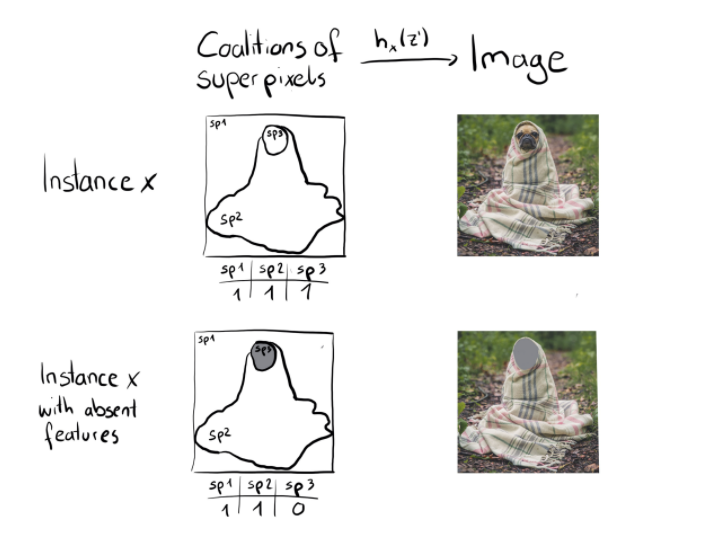 Coalitions of
super pixels
hx(z')
Image
Instance x
sp1
sp3
sp2
sp1 sp2 sp3
1 1 1
Instance x
with absent
features
sp1
sp3
sp2
sp1 sp2 sp3
1 1 0